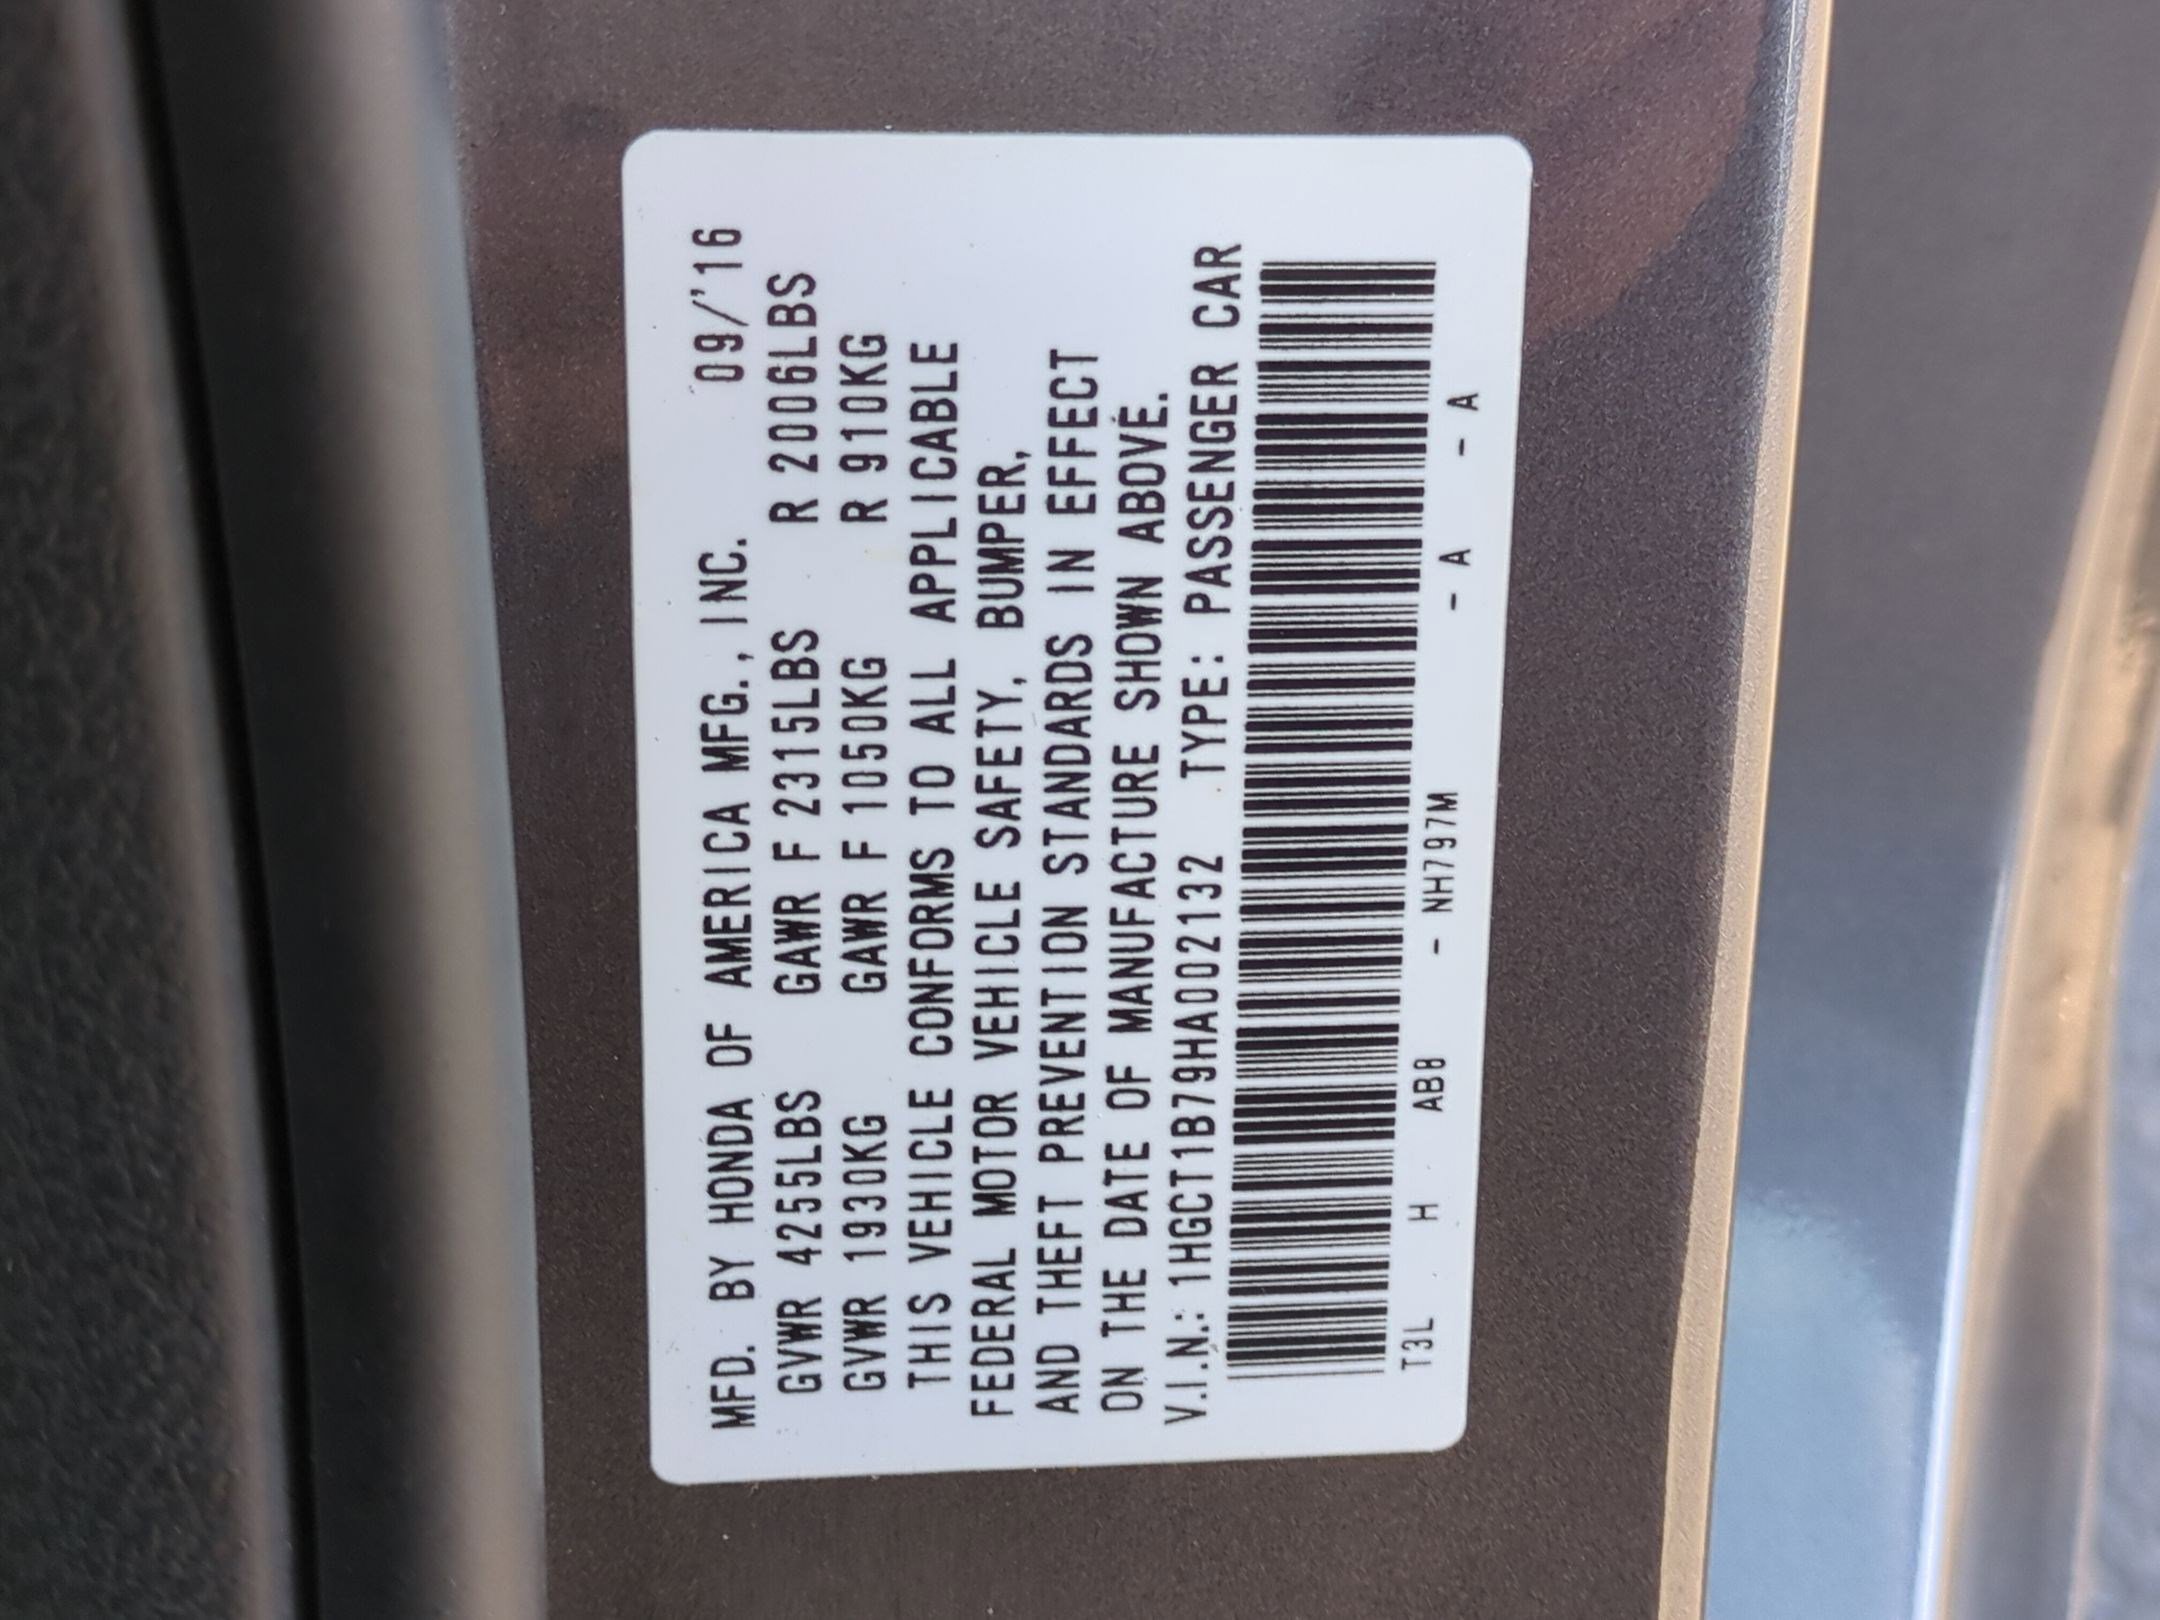 MFD. BY HONDA OF AMERICA MFG., INC. 09/'16
GVWR 4255LBS GAWR F 2315LBS R 2006LBS
GVWR 1930KG GAWR F 1050KG R 910KG
THIS VEHICLE CONFORMS TO ALL APPLICABLE
FEDERAL MOTOR VEHICLE SAFETY, BUMPER,
AND THEFT PREVENTION STANDARDS IN EFFECT
ON THE DATE OF MANUFACTURE SHOWN ABOVE.
V.I.N.: 1HGCT1B79HA002132 TYPE: PASSENGER CAR
T3L H AB8 - NH797M - A - A